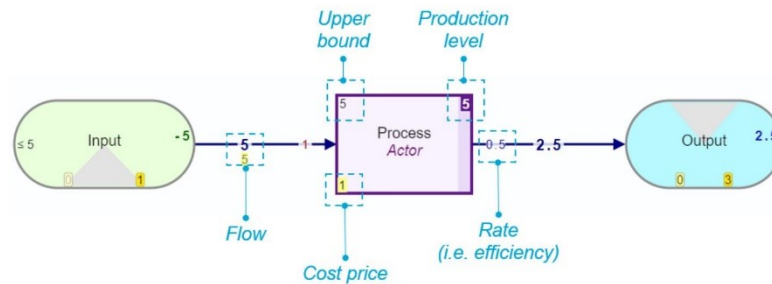 Upper
bound
Production
level
≤ 5
Input
-5
0
1
5
5
1
5
5
Process
Actor
1
0.5
2.5
Output
2.5
0
3
Flow
Cost price
Rate
(i.e. efficiency)